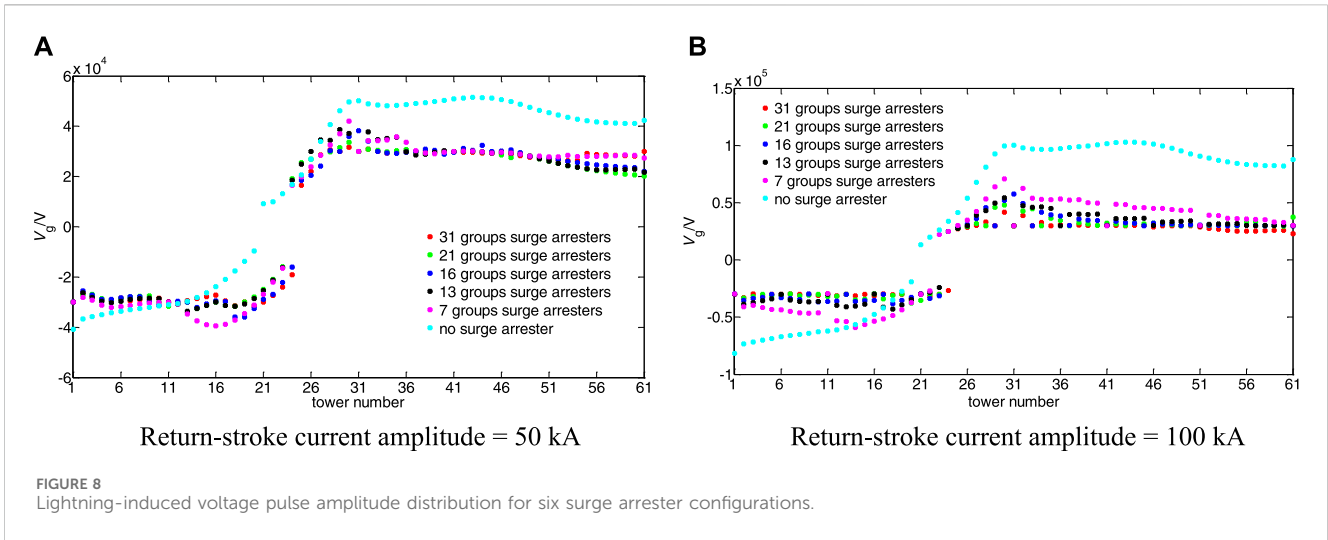 A
x 10⁴
6
4
2
0
-2
-4
-6
Vg/V
31 groups surge arresters
21 groups surge arresters
16 groups surge arresters
13 groups surge arresters
7 groups surge arresters
no surge arrester
1 6 11 16 21 26 31 36 41 46 51 56 61
tower number
Return-stroke current amplitude = 50 kA
B
x 10⁵
1.5
1
0.5
0
-0.5
-1
Vg/V
31 groups surge arresters
21 groups surge arresters
16 groups surge arresters
13 groups surge arresters
7 groups surge arresters
no surge arrester
1 6 11 16 21 26 31 36 41 46 51 56 61
tower number
Return-stroke current amplitude = 100 kA
FIGURE 8
Lightning-induced voltage pulse amplitude distribution for six surge arrester configurations.